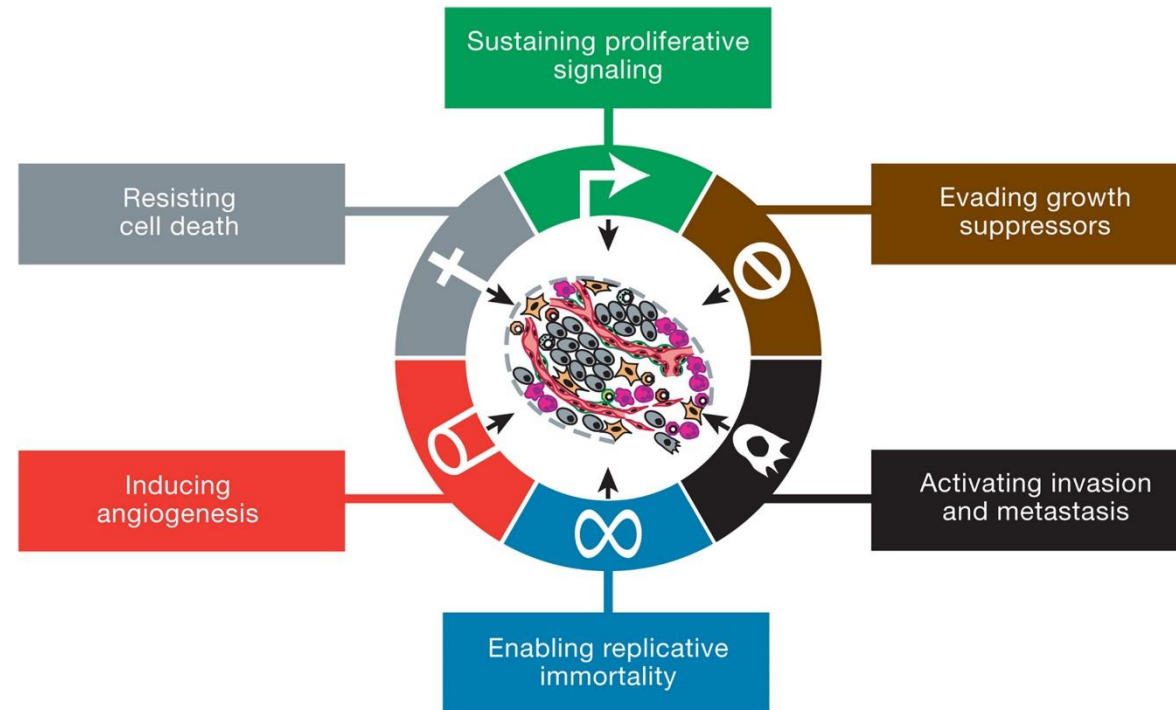 Sustaining proliferative
signaling
Resisting
cell death
Evading growth
suppressors
Inducing
angiogenesis
Activating invasion
and metastasis
Enabling replicative
immortality